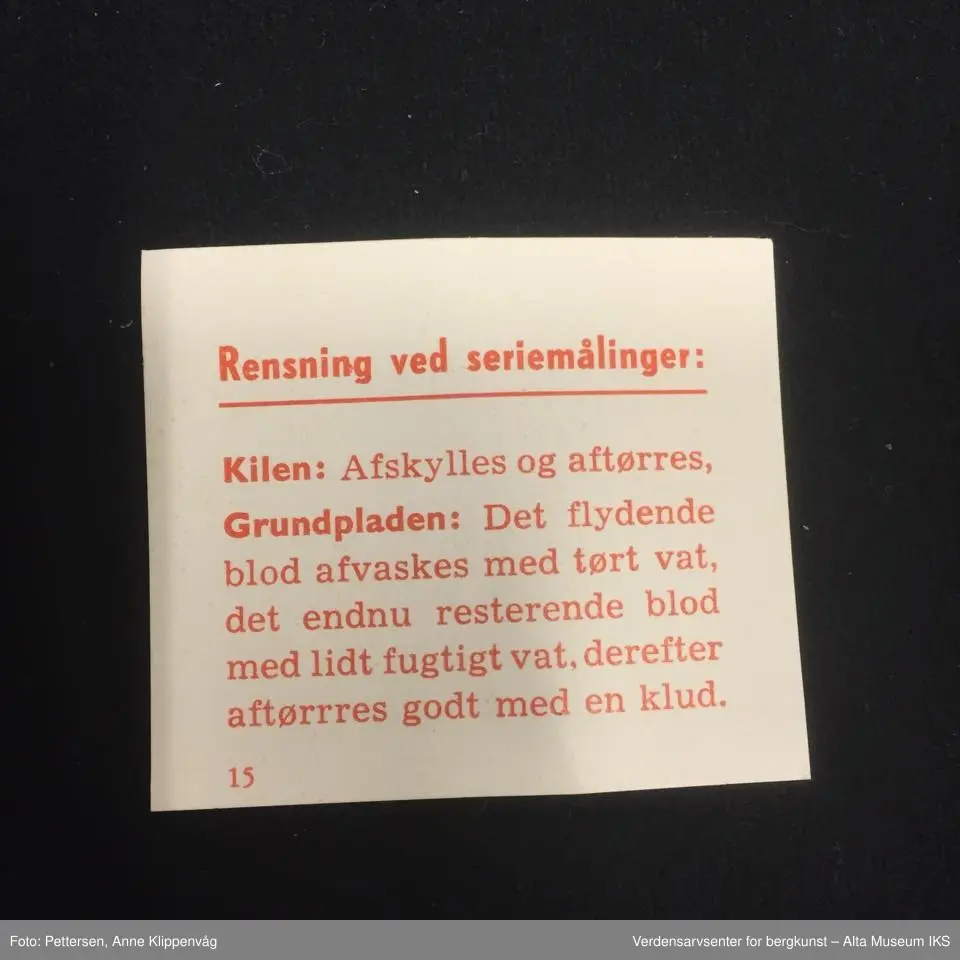 Rensning ved seriemålinger:
Kilen: Afskylles og aftørres,
Grundpladen: Det flydende
blod afvaskes med tørt vat,
det endnu resterende blod
med lidt fugtigt vat, derefter
aftørrres godt med en klud.
15
Foto: Pettersen, Anne Klippenvåg
Verdensarvsenter for bergkunst – Alta Museum IKS